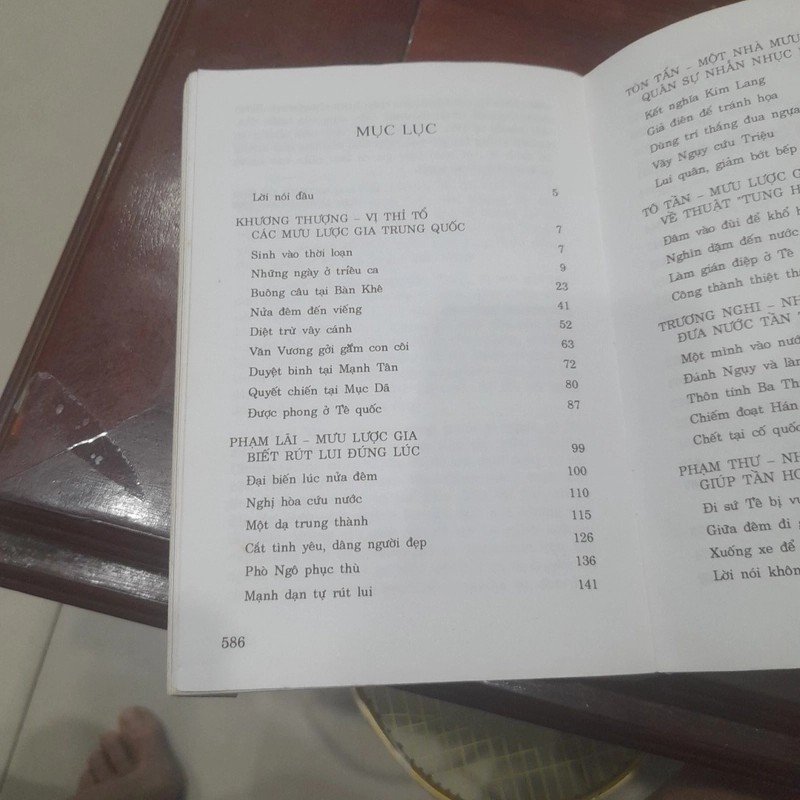 MỤC LỤC
Lời nói đầu 5
KHƯƠNG THƯỢNG – VỊ THỈ TỔ
CÁC MƯU LƯỢC GIA TRUNG QUỐC 7
Sinh vào thời loạn 7
Những ngày ở triều ca 9
Buông câu tại Bàn Khê 23
Nửa đêm đến viếng 41
Diệt trừ vây cánh 52
Văn Vương gởi gắm con côi 63
Duyệt binh tại Mạnh Tân 72
Quyết chiến tại Mục Dã 80
Được phong ở Tề quốc 87
PHẠM LÃI – MƯU LƯỢC GIA
BIẾT RÚT LUI ĐÚNG LÚC 99
Đại biến lúc nửa đêm 100
Nghị hòa cứu nước 110
Một dạ trung thành 115
Cắt tình yêu, dâng người đẹp 126
Phò Ngô phục thù 136
Mạnh dạn tự rút lui 141
586
TÔN TẨN – MỘT NHÀ MƯU
QUÂN SỰ NHẪN NHỤC
Kết nghĩa Kim Lang
Giả điên để tránh họa
Dùng trí thắng đua ngựa
Vây Ngụy cứu Triệu
Lui quân, giảm bớt bếp
TÔ TẦN – MƯU LƯỢC G
VỀ THUẬT "TUNG H
Đâm vào đùi để khổ h
Nghìn dặm đến nước
Làm gián điệp ở Tề
Công thành thiệt th
TRƯƠNG NGHI – NH
ĐƯA NƯỚC TẦN
Một mình vào nướ
Đánh Ngụy và làn
Thôn tính Ba Th
Chiếm đoạt Hán
Chết tại cố quốc
PHẠM THƯ – NH
GIÚP TẦN HO
Đi sứ Tề bị v
Giữa đêm đi
Xuống xe để
Lời nói khôn